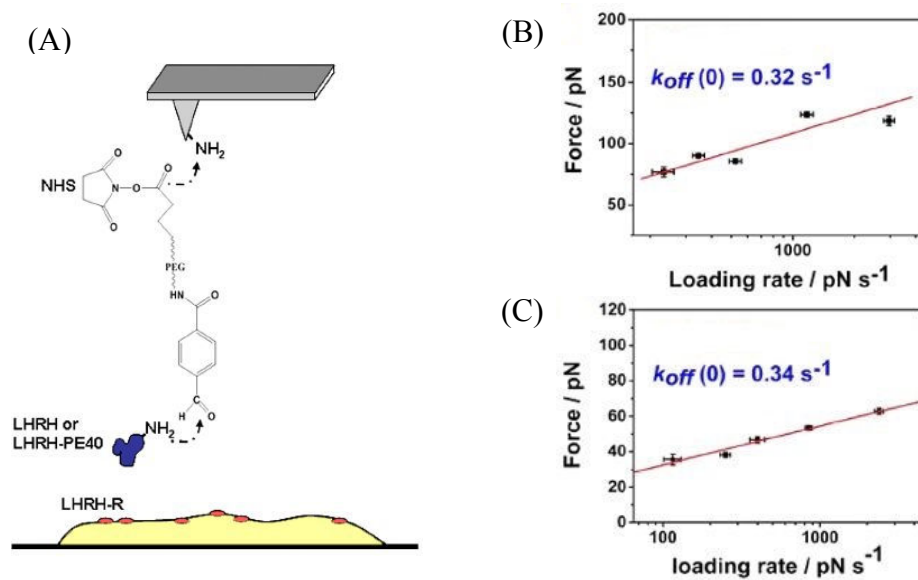 (A)
NH₂
NHS
O
O
N
O
O
PEG
HN
O
H
C
O
LHRH or
LHRH-PE40
NH₂
LHRH-R
(B)
200
150
100
50
Force / pN
koff (0) = 0.32 s⁻¹
1000
Loading rate / pN s⁻¹
(C)
120
100
80
60
40
20
0
Force / pN
koff (0) = 0.34 s⁻¹
100
1000
loading rate / pN s⁻¹